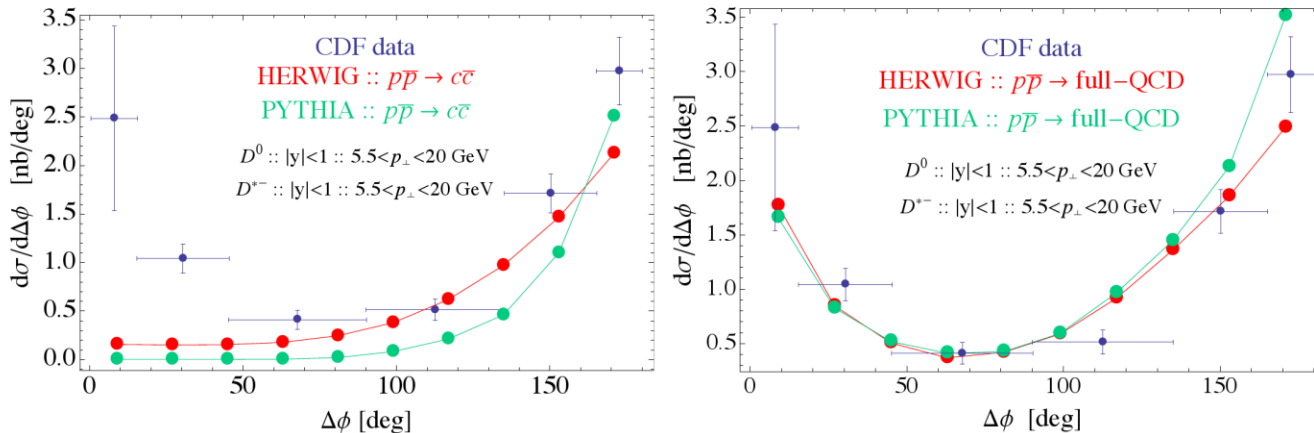 3.5
3.0
2.5
2.0
1.5
1.0
0.5
0.0
dσ/dΔϕ [nb/deg]
CDF data
HERWIG :: pp̅ → cc̅
PYTHIA :: pp̅ → cc̅
D⁰ :: |y|<1 :: 5.5<p⊥<20 GeV
D*⁻ :: |y|<1 :: 5.5<p⊥<20 GeV
0 50 100 150
Δϕ [deg]
3.5
3.0
2.5
2.0
1.5
1.0
0.5
dσ/dΔϕ [nb/deg]
CDF data
HERWIG :: pp̅ → full−QCD
PYTHIA :: pp̅ → full−QCD
D⁰ :: |y|<1 :: 5.5<p⊥<20 GeV
D*⁻ :: |y|<1 :: 5.5<p⊥<20 GeV
0 50 100 150
Δϕ [deg]